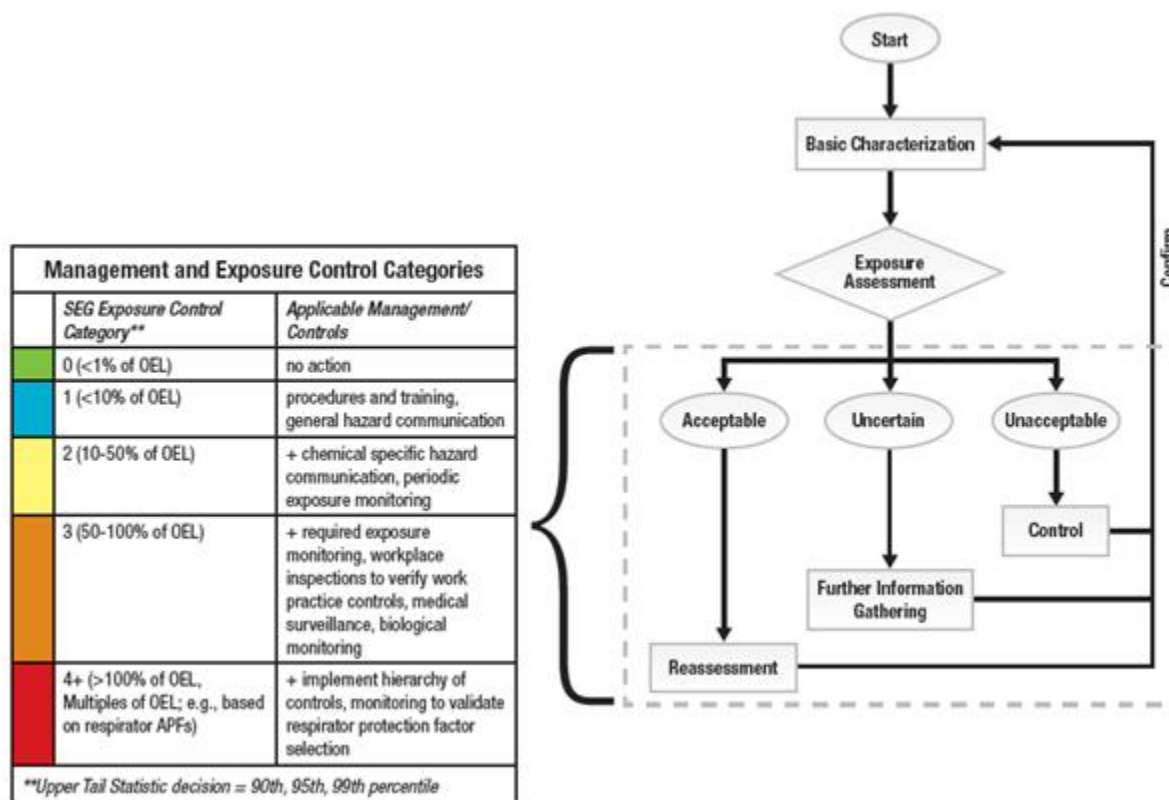 Start
Basic Characterization
Exposure
Assessment
Confirm
Acceptable
Uncertain
Unacceptable
Control
Further Information
Gathering
Reassessment
Management and Exposure Control Categories
SEG Exposure Control
Category**
Applicable Management/
Controls
0 (<1% of OEL)
no action
1 (<10% of OEL)
procedures and training,
general hazard communication
2 (10-50% of OEL)
+ chemical specific hazard
communication, periodic
exposure monitoring
3 (50-100% of OEL)
+ required exposure
monitoring, workplace
inspections to verify work
practice controls, medical
surveillance, biological
monitoring
4+ (>100% of OEL,
Multiples of OEL; e.g., based
on respirator APFs)
+ implement hierarchy of
controls, monitoring to validate
respirator protection factor
selection
**Upper Tail Statistic decision = 90th, 95th, 99th percentile